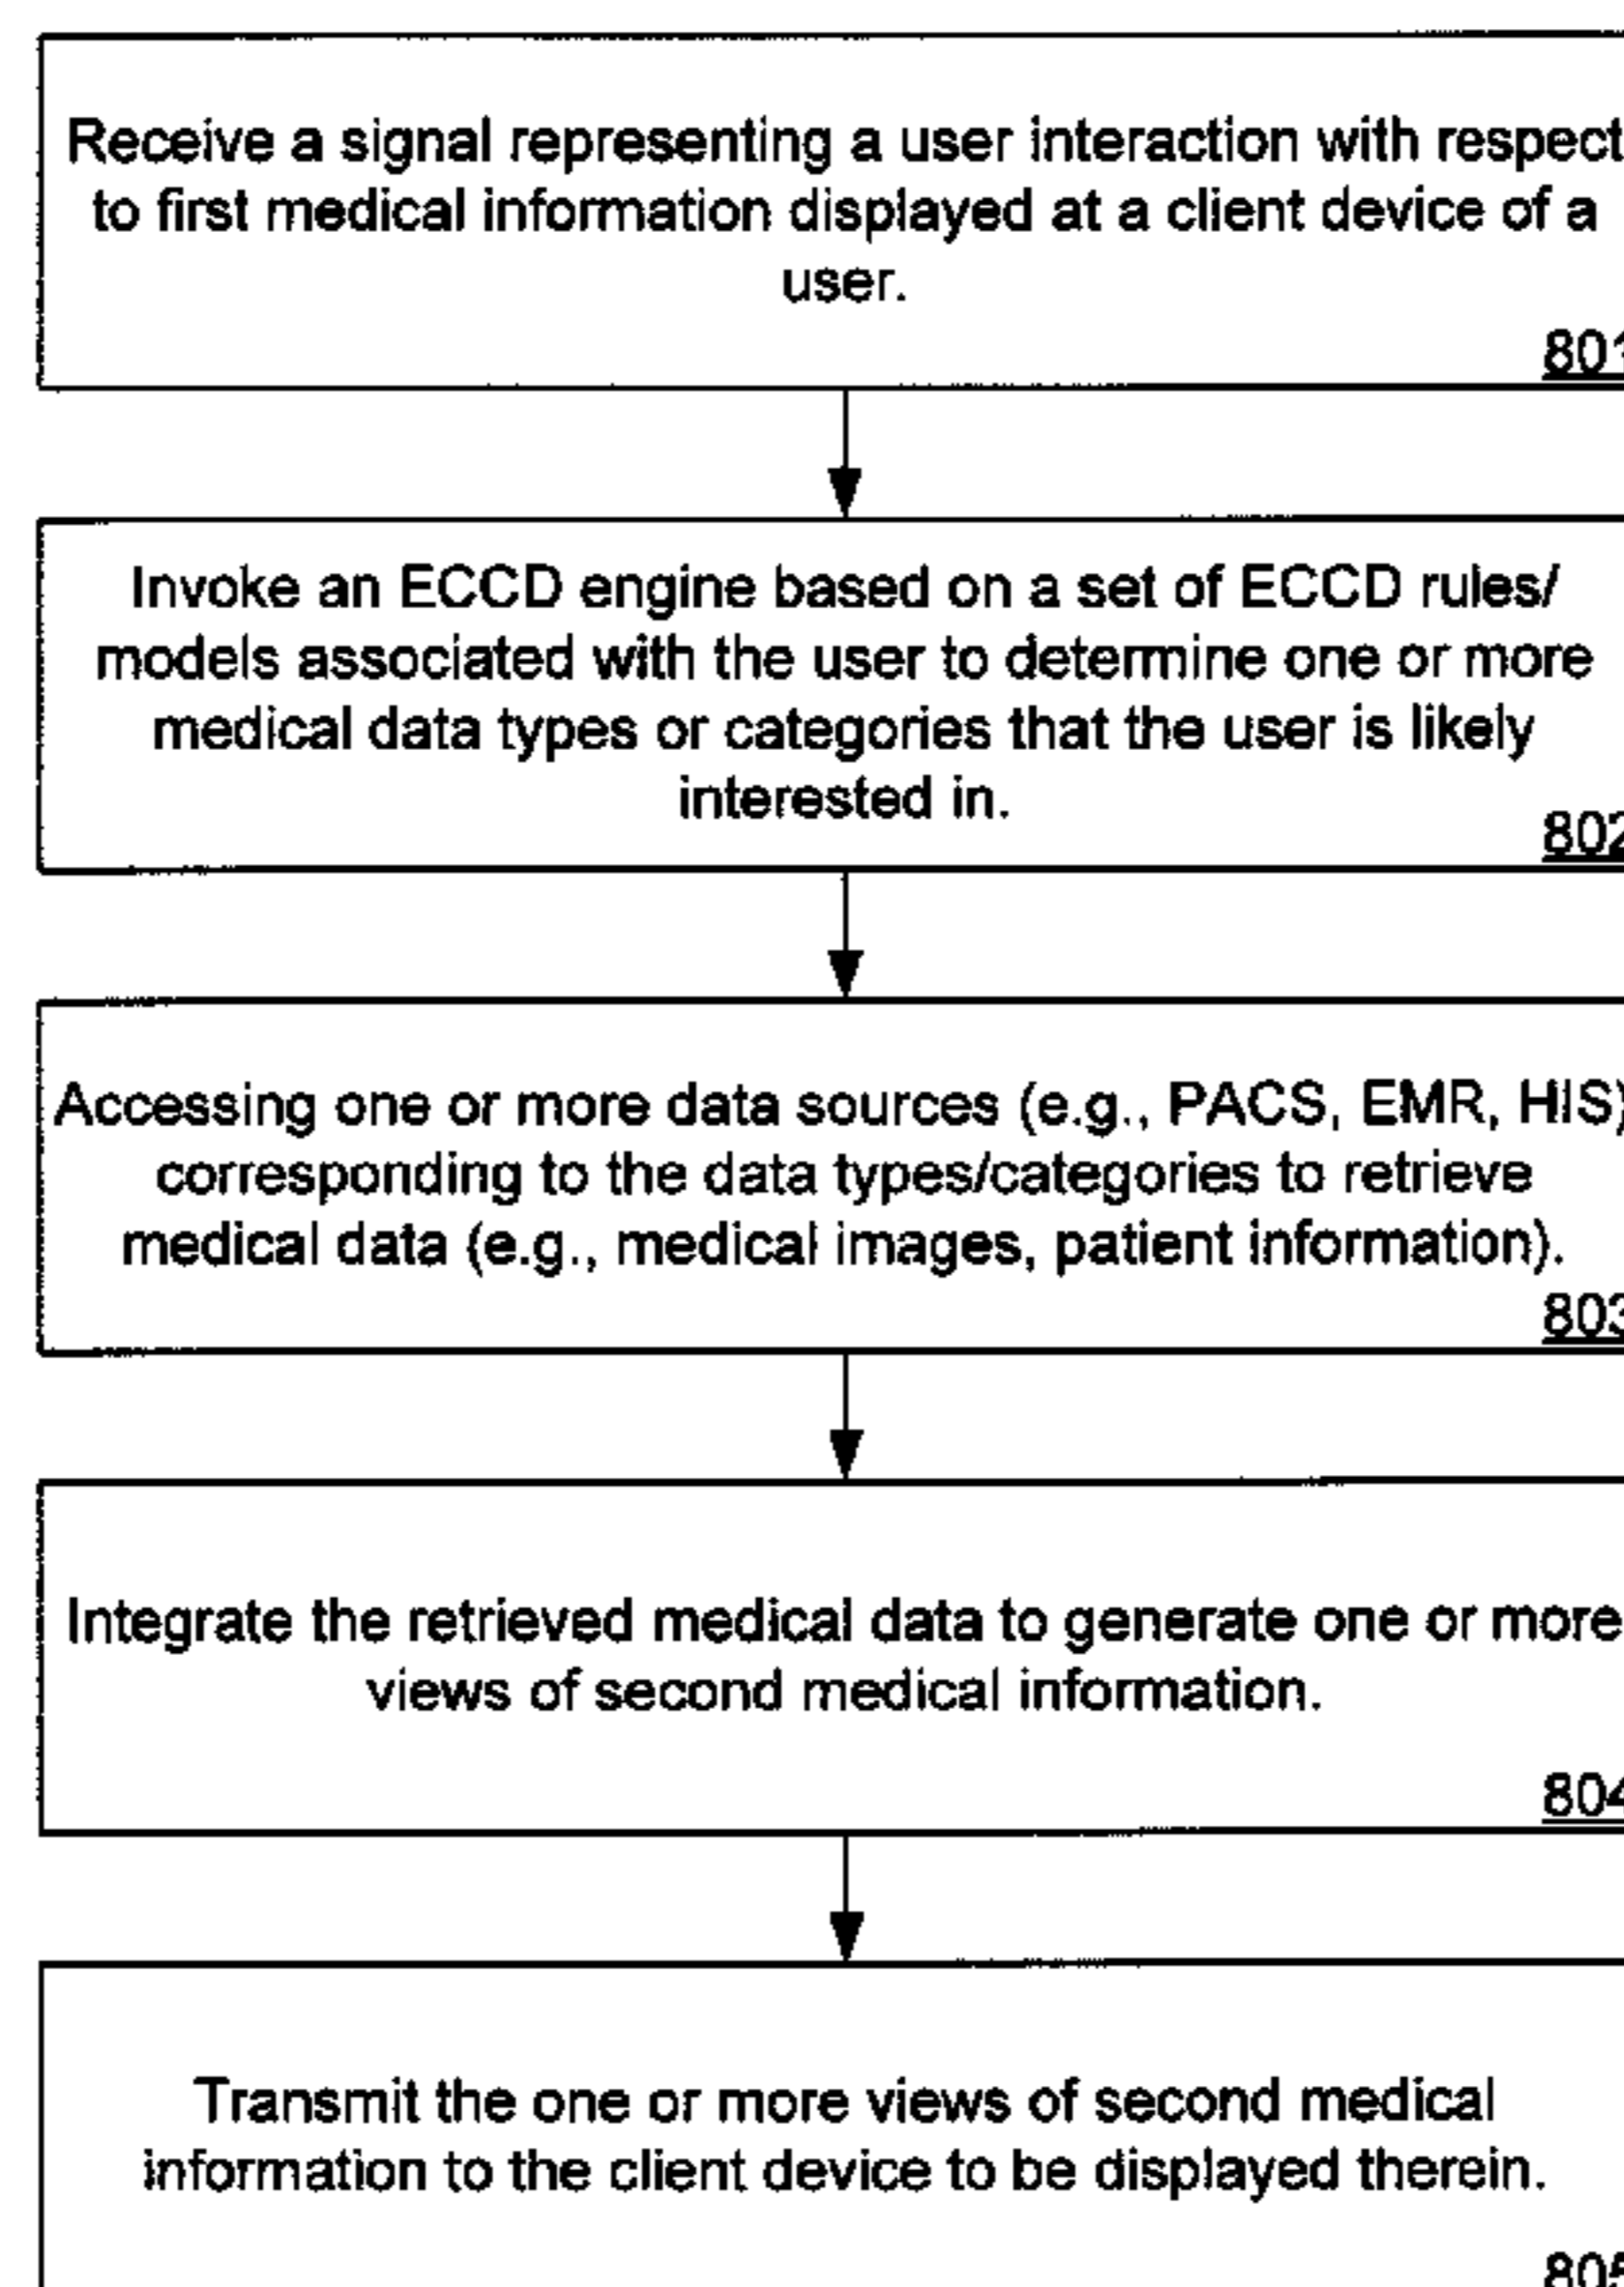 Receive a signal representing a user interaction with respect
to first medical information displayed at a client device of a
user.
801
Invoke an ECCD engine based on a set of ECCD rules/
models associated with the user to determine one or more
medical data types or categories that the user is likely
interested in.
802
Accessing one or more data sources (e.g., PACS, EMR, HIS)
corresponding to the data types/categories to retrieve
medical data (e.g., medical images, patient information).
803
Integrate the retrieved medical data to generate one or more
views of second medical information.
804
Transmit the one or more views of second medical
information to the client device to be displayed therein.
805